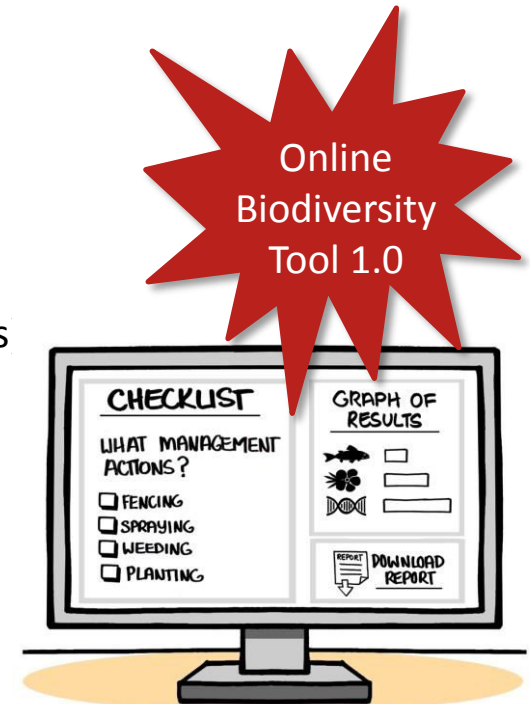 Online
Biodiversity
Tool 1.0
s
CHECKLIST
WHAT MANAGEMENT
ACTIONS?
FENCING
SPRAYING
WEEDING
PLANTING
GRAPH OF
RESULTS
REPORT
DOWNLOAD
REPORT